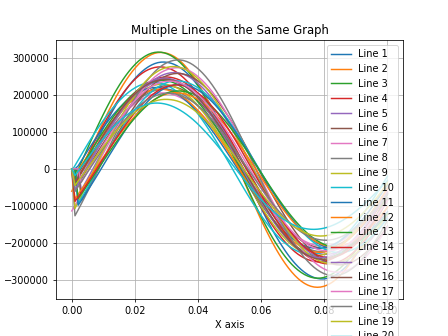 Multiple Lines on the Same Graph
300000
200000
100000
0
−100000
−200000
−300000
0.00
0.02
0.04
0.06
0.08
X axis
Line 1
Line 2
Line 3
Line 4
Line 5
Line 6
Line 7
Line 8
Line 9
Line 10
Line 11
Line 12
Line 13
Line 14
Line 15
Line 16
Line 17
Line 18
Line 19
Line 20